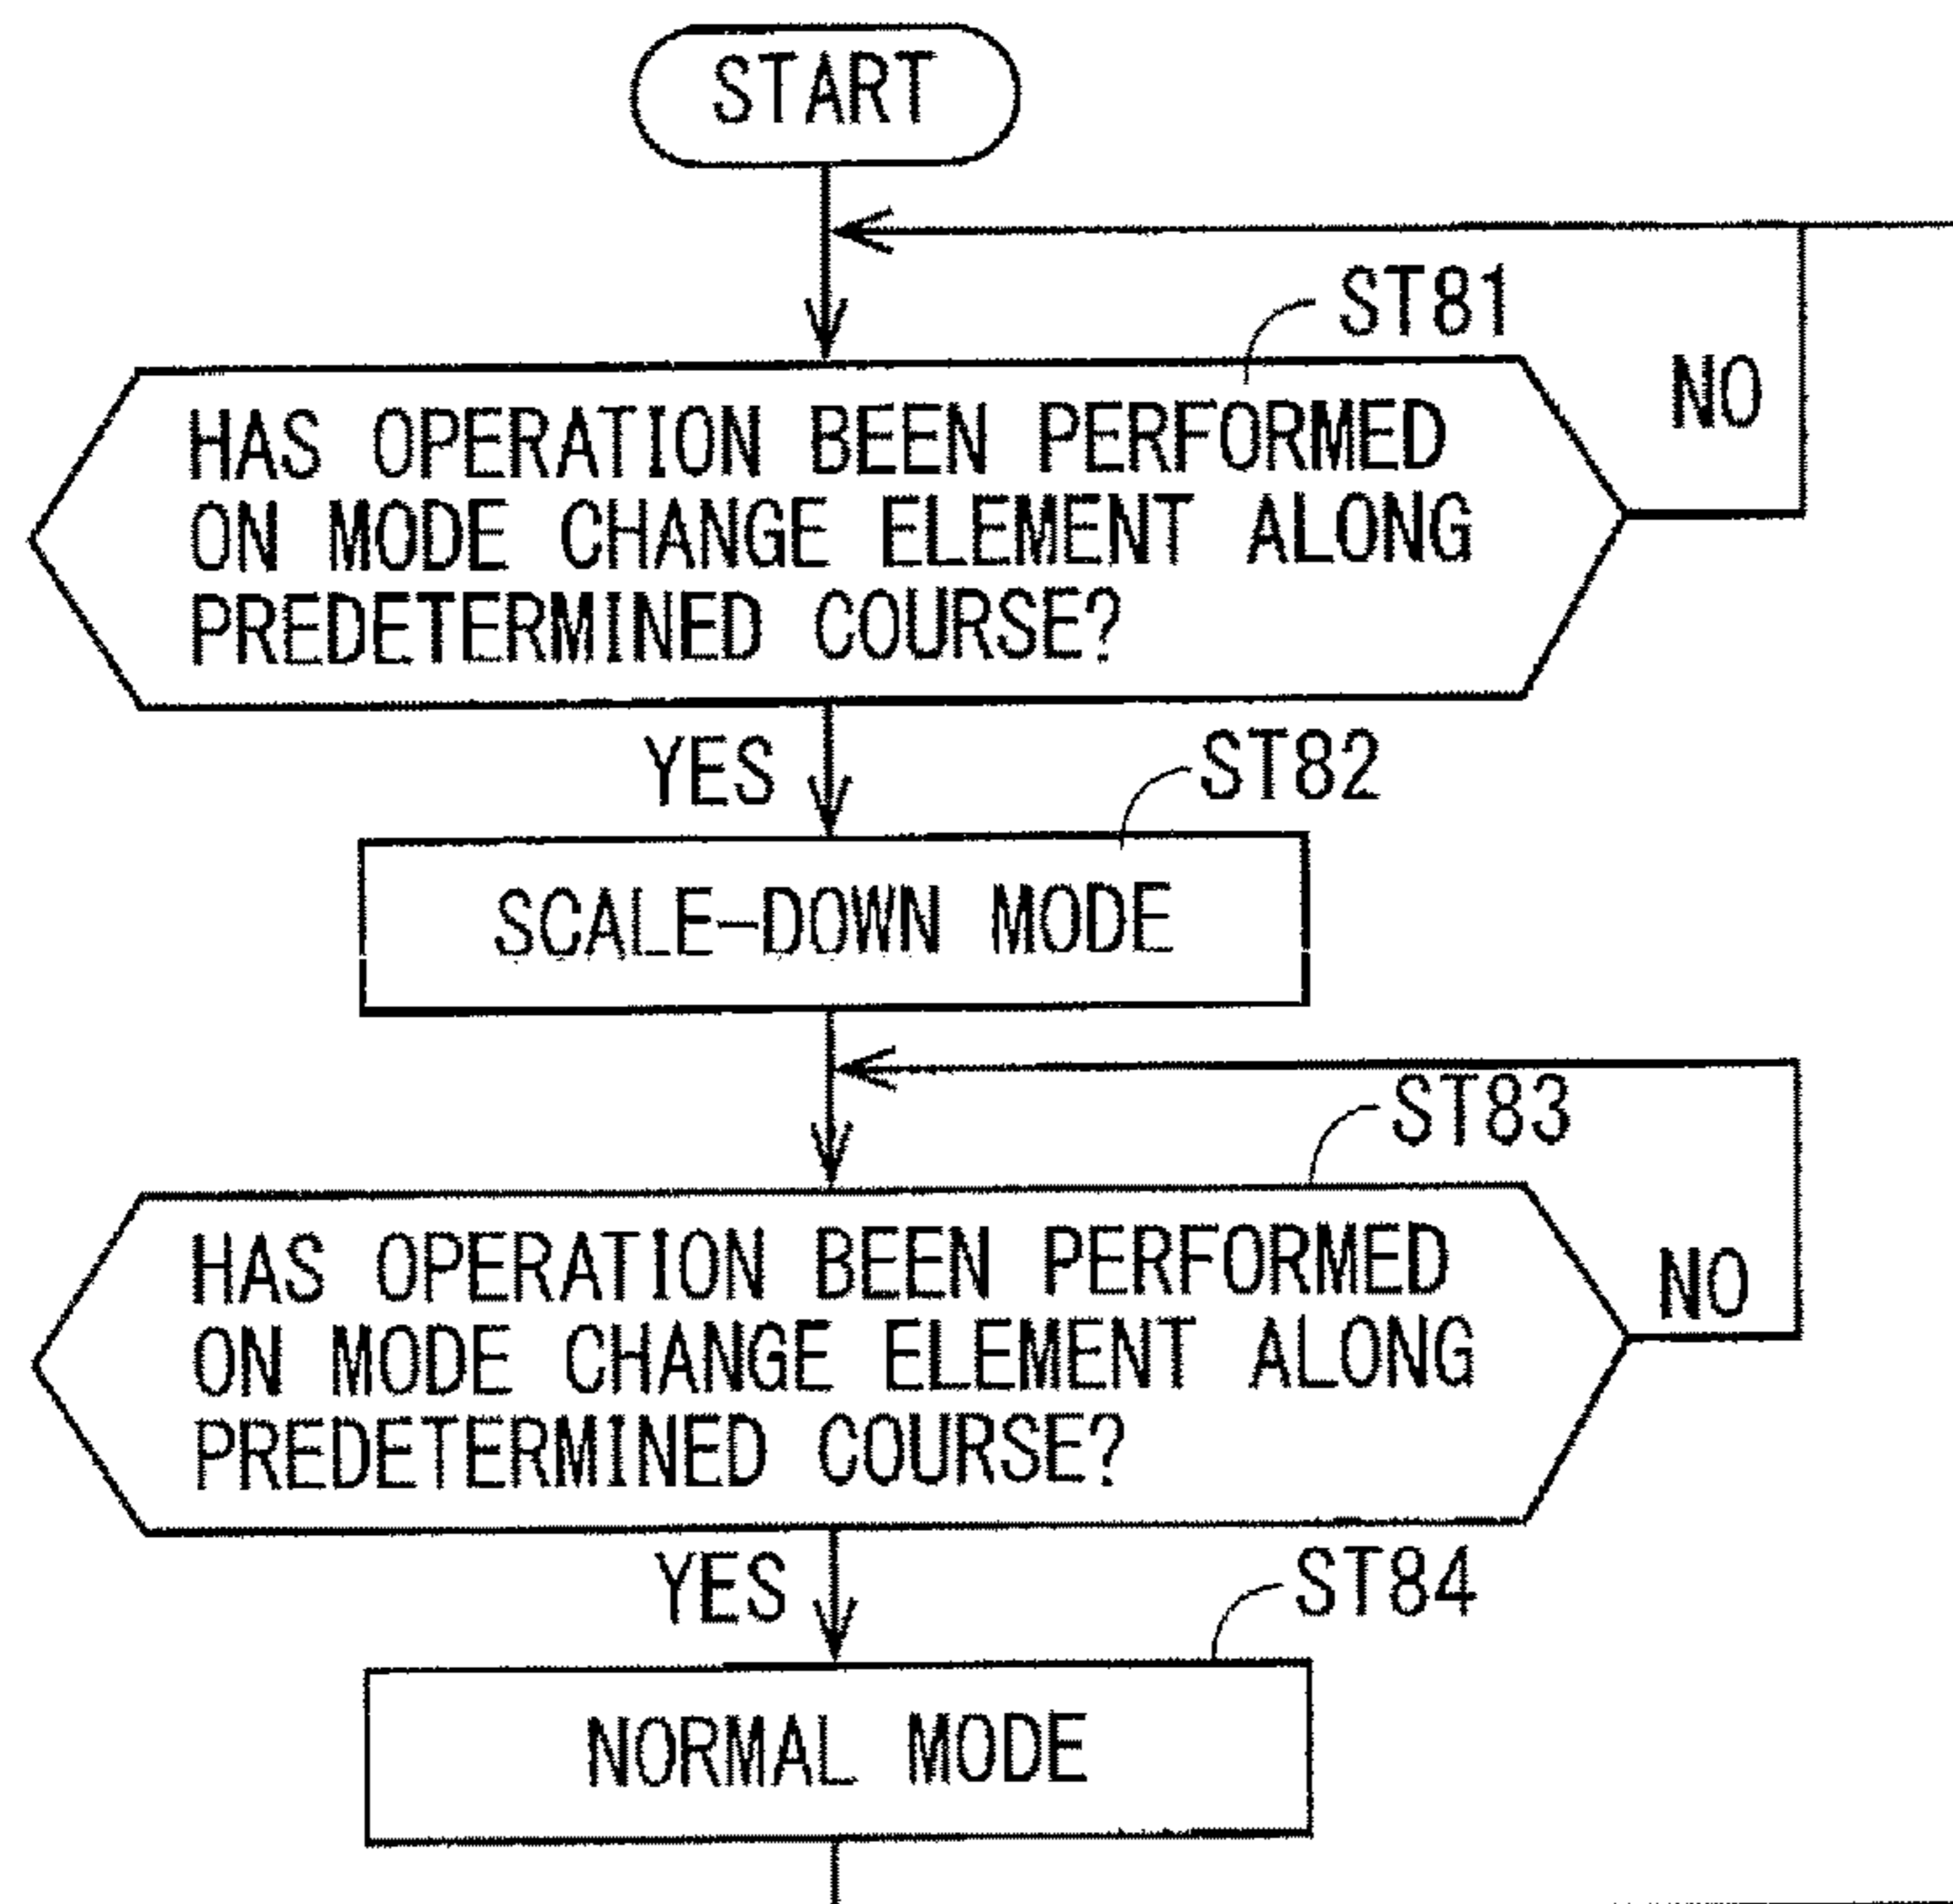 START
ST81
HAS OPERATION BEEN PERFORMED
ON MODE CHANGE ELEMENT ALONG
PREDETERMINED COURSE?
NO
YES
ST82
SCALE-DOWN MODE
ST83
HAS OPERATION BEEN PERFORMED
ON MODE CHANGE ELEMENT ALONG
PREDETERMINED COURSE?
NO
YES
ST84
NORMAL MODE